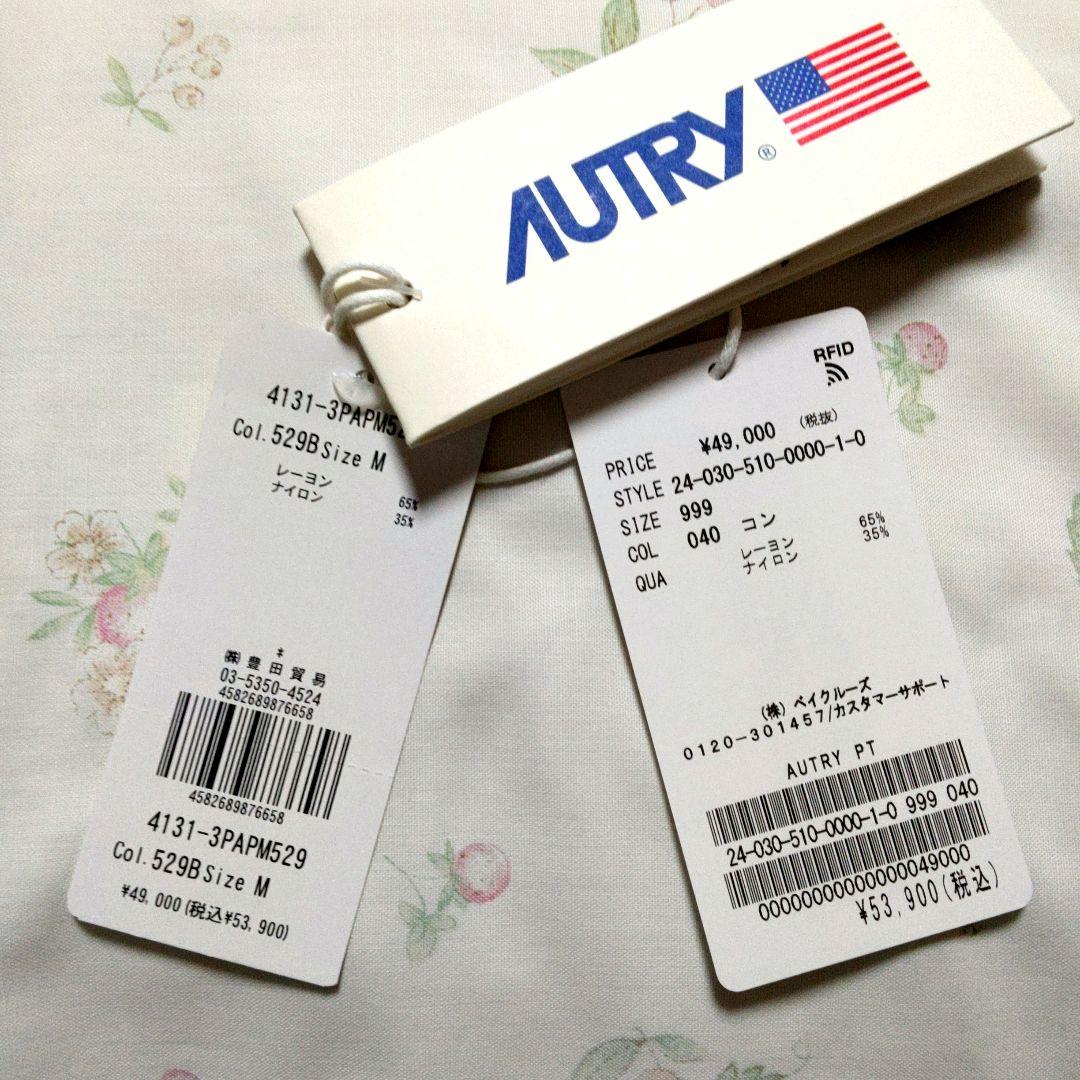 AUTRY®
4131-3PAPM52
Col. 529B Size M
レーヨン 65%
ナイロン 35%
*
㈱ 豊田貿易
03-5350-4524
4582689876658
4582689876658
4131-3PAPM529
Col. 529B Size M
¥49,000(税込¥53,900)
RFID
PRICE ¥49,000 (税抜)
STYLE 24-030-510-0000-1-0
SIZE 999
COL 040 コン
QUA レーヨン 65%
ナイロン 35%
(株) ベイクルーズ
0120-301457/カスタマーサポート
AUTRY PT
24-030-510-0000-1-0 999 040
0000000000000049000
¥53,900(税込)